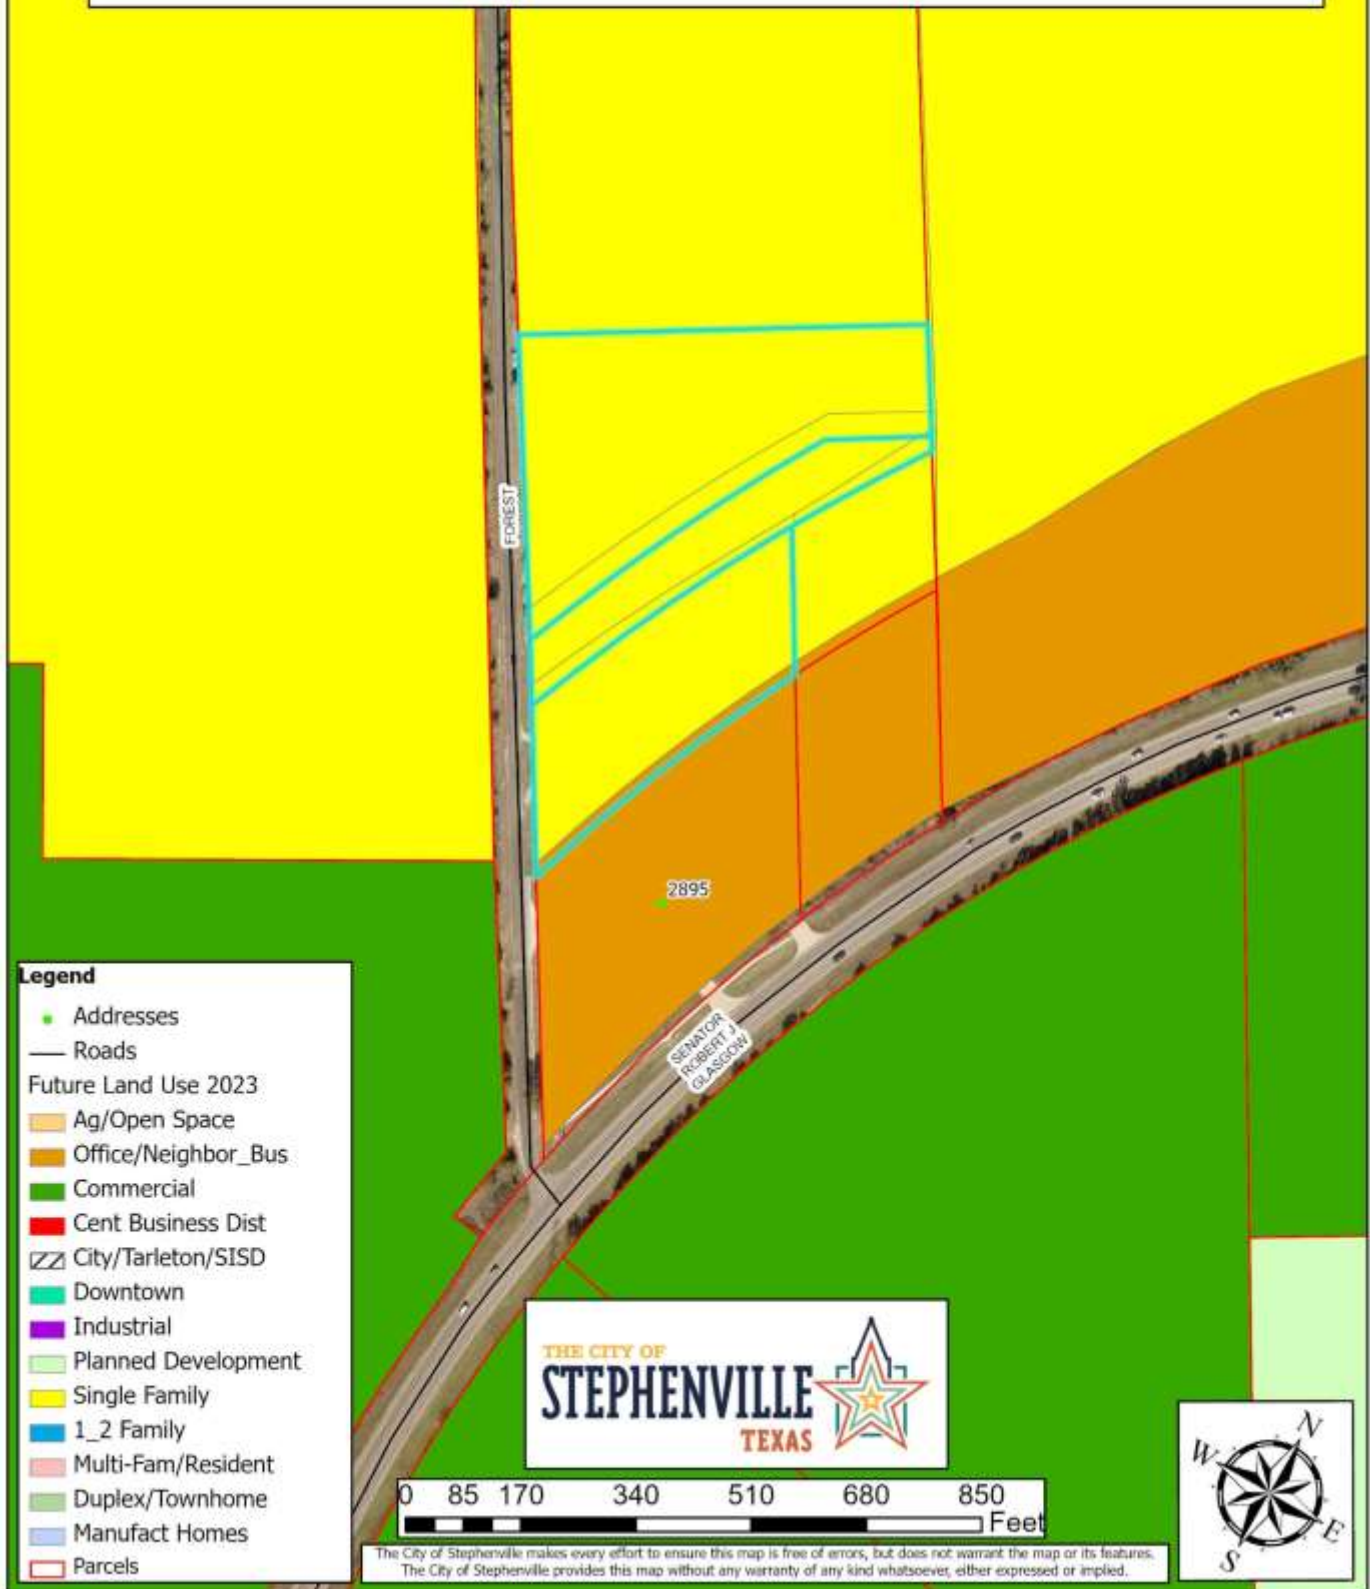 FOREST
2895
SENATOR
ROBERT J
GLASGOW
Legend
Addresses
Roads
Future Land Use 2023
Ag/Open Space
Office/Neighbor_Bus
Commercial
Cent Business Dist
City/Tarleton/SISD
Downtown
Industrial
Planned Development
Single Family
1_2 Family
Multi-Fam/Resident
Duplex/Townhome
Manufact Homes
Parcels
THE CITY OF
STEPHENVILLE
TEXAS
0 85 170 340 510 680 850
Feet
The City of Stephenville makes every effort to ensure this map is free of errors, but does not warrant the map or its features.
The City of Stephenville provides this map without any warranty of any kind whatsoever, either expressed or implied.
N
W
E
S